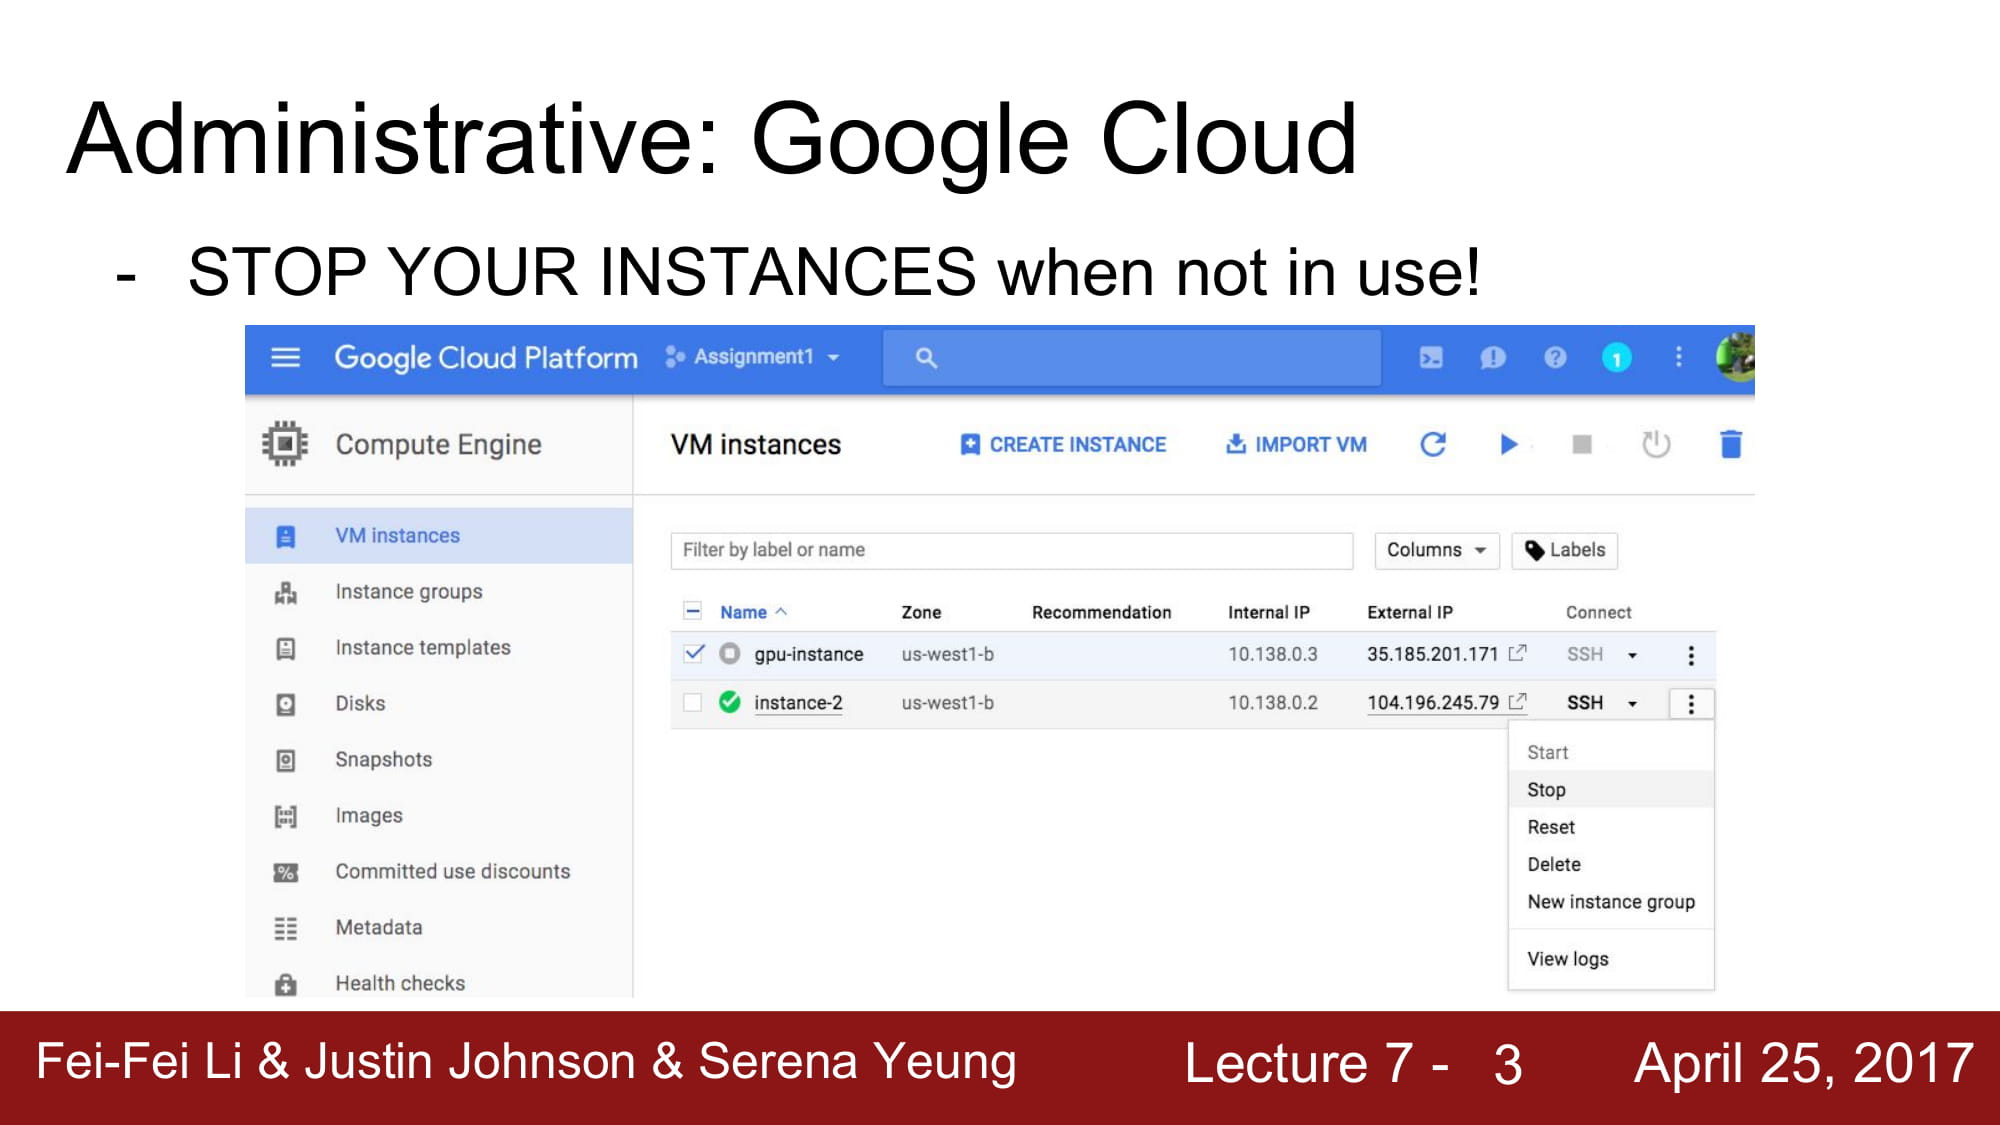 Administrative: Google Cloud
- STOP YOUR INSTANCES when not in use!
Google Cloud Platform Assignment1 1
Compute Engine
VM instances CREATE INSTANCE IMPORT VM
VM instances
Instance groups
Instance templates
Disks
Snapshots
Images
Committed use discounts
Metadata
Health checks
Filter by label or name Columns Labels
Name Zone Recommendation Internal IP External IP Connect
gpu-instance us-west1-b 10.138.0.3 35.185.201.171 SSH
instance-2 us-west1-b 10.138.0.2 104.196.245.79 SSH
Start
Stop
Reset
Delete
New instance group
View logs
Fei-Fei Li & Justin Johnson & Serena Yeung Lecture 7 - 3 April 25, 2017